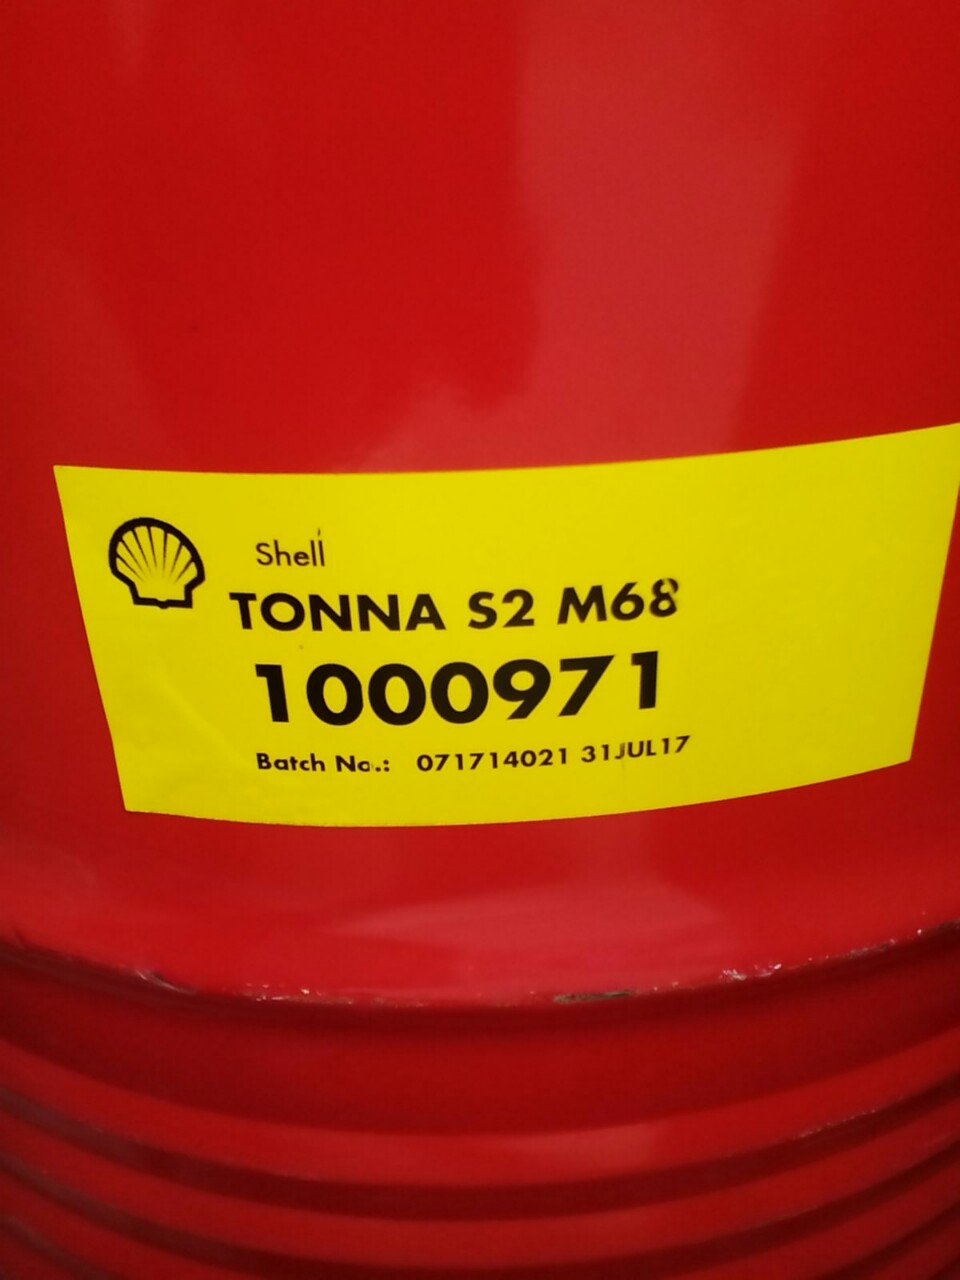 Shell
TONNA S2 M68
1000971
Batch No.: 071714021 31JUL17